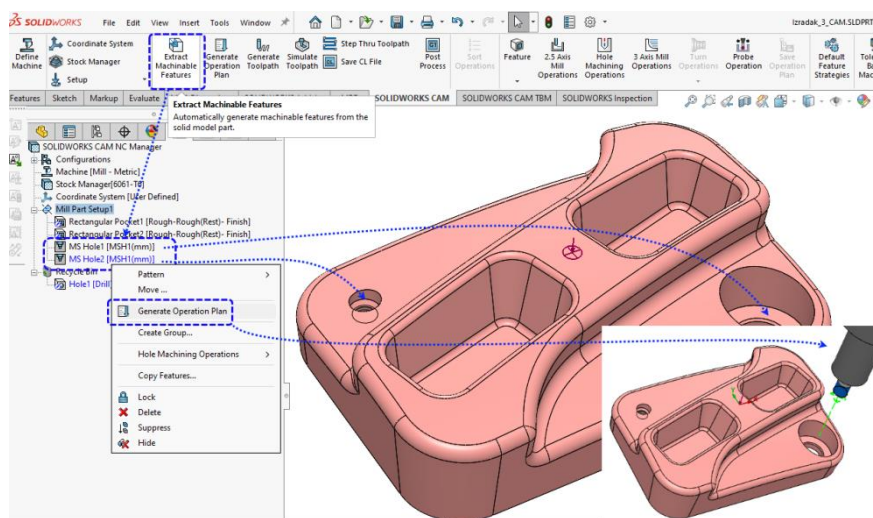 SOLIDWORKS File Edit View Insert Tools Window Izradak_3_CAM.SLDPRT
Define Machine
Coordinate System
Stock Manager
Setup
Extract Machinable Features
Generate Operation Plan
Generate Toolpath
Simulate Toolpath
Step Thru Toolpath
Save CL File
Post Process
Sort Operations
Feature
2.5 Axis Mill Operations
Hole Machining Operations
3 Axis Mill Operations
Turn Operations
Probe Operation
Save Operation Plan
Default Feature Strategies
Features Sketch Markup Evaluate SOLIDWORKS CAM SOLIDWORKS CAM TBM SOLIDWORKS Inspection
Extract Machinable Features
Automatically generate machinable features from the
solid model part.
SOLIDWORKS CAM NC Manager
Configurations
Machine [Mill - Metric]
Stock Manager[6061-T6]
Coordinate System [User Defined]
Mill Part Setup1
Rectangular Pocket1 [Rough-Rough(Rest)- Finish]
Rectangular Pocket2 [Rough-Rough(Rest)- Finish]
MS Hole1 [MSH1(mm)]
MS Hole2 [MSH1(mm)]
Recycle Bin
Hole1 [Drill
Pattern
Move ...
Generate Operation Plan
Create Group...
Hole Machining Operations
Copy Features...
Lock
Delete
Suppress
Hide